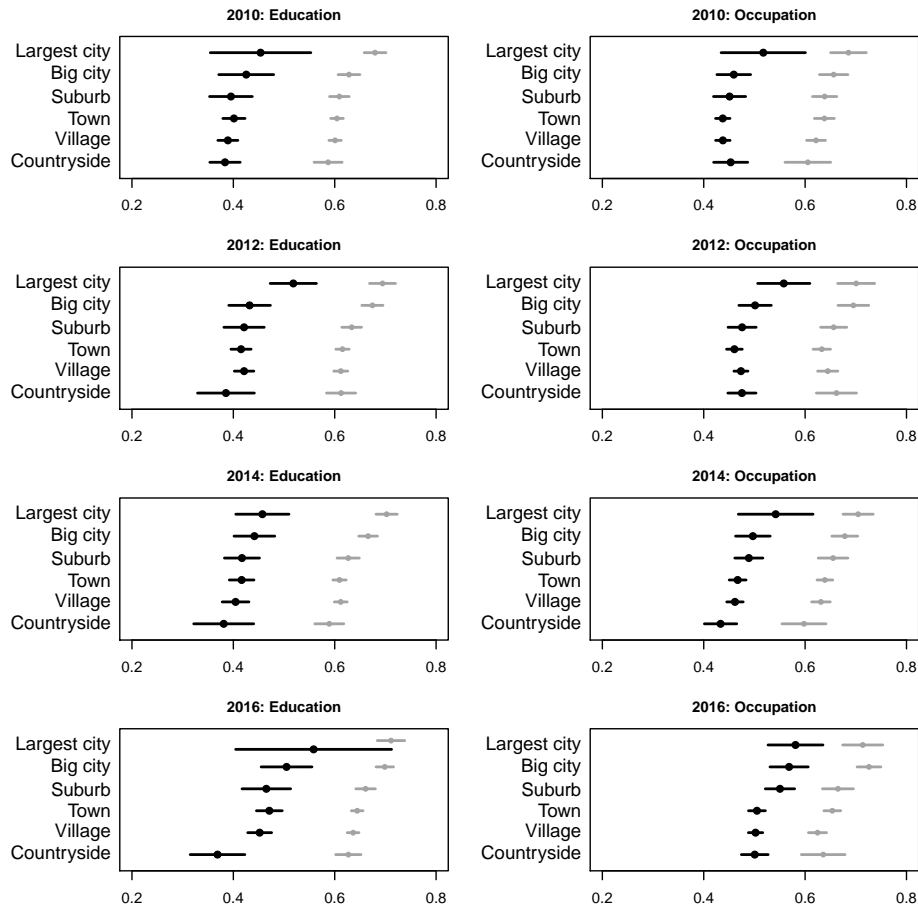 2010: Education
Largest city
Big city
Suburb
Town
Village
Countryside
0.2 0.4 0.6 0.8
2010: Occupation
Largest city
Big city
Suburb
Town
Village
Countryside
0.2 0.4 0.6 0.8
2012: Education
Largest city
Big city
Suburb
Town
Village
Countryside
0.2 0.4 0.6 0.8
2012: Occupation
Largest city
Big city
Suburb
Town
Village
Countryside
0.2 0.4 0.6 0.8
2014: Education
Largest city
Big city
Suburb
Town
Village
Countryside
0.2 0.4 0.6 0.8
2014: Occupation
Largest city
Big city
Suburb
Town
Village
Countryside
0.2 0.4 0.6 0.8
2016: Education
Largest city
Big city
Suburb
Town
Village
Countryside
0.2 0.4 0.6 0.8
2016: Occupation
Largest city
Big city
Suburb
Town
Village
Countryside
0.2 0.4 0.6 0.8